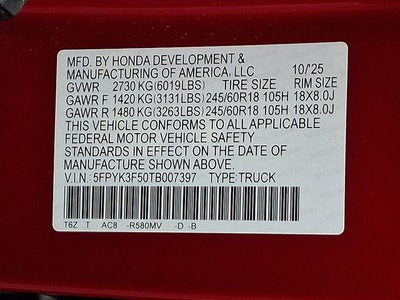 MFD. BY HONDA DEVELOPMENT &
MANUFACTURING OF AMERICA, LLC 10/'25
GVWR 2730 KG(6019LBS) TIRE SIZE RIM SIZE
GAWR F 1420 KG(3131LBS) 245/60R18 105H 18X8.0J
GAWR R 1480 KG(3263LBS) 245/60R18 105H 18X8.0J
THIS VEHICLE CONFORMS TO ALL APPLICABLE
FEDERAL MOTOR VEHICLE SAFETY
STANDARDS IN EFFECT ON THE DATE OF
MANUFACTURE SHOWN ABOVE.
V.I.N.: 5FPYK3F50TB007397 TYPE:TRUCK
T6Z T AC8 -R580MV -D -B